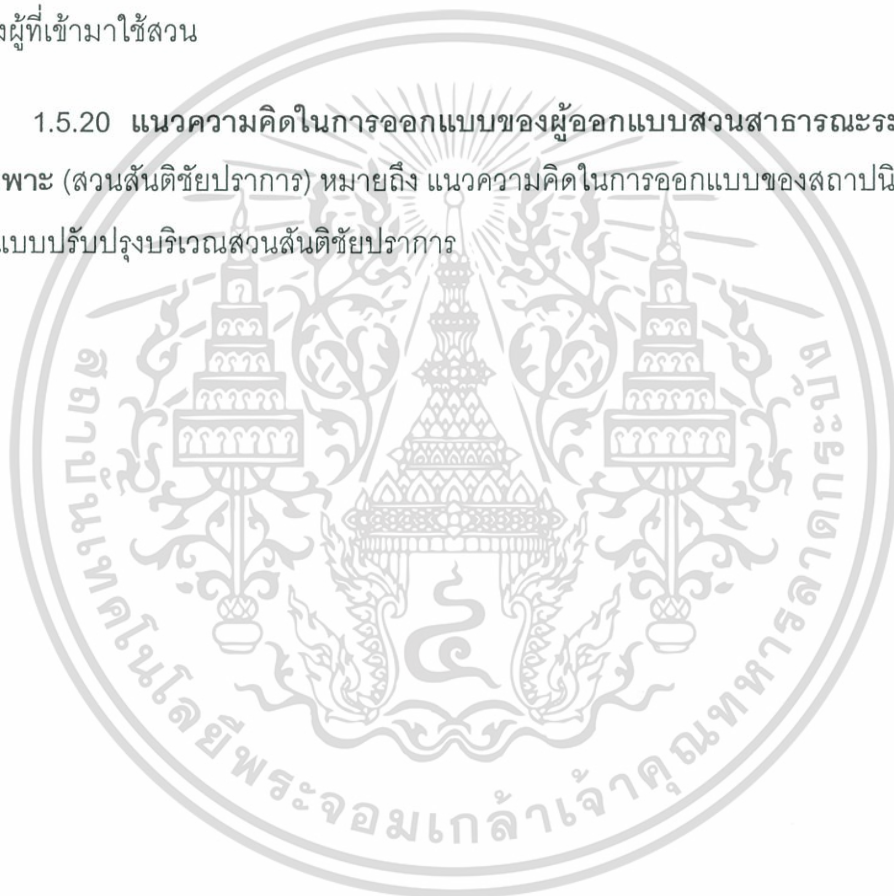 งผู้ที่เข้ามาใช้สวน
1.5.20 แนวความคิดในการออกแบบของผู้ออกแบบสวนสาธารณะระ
พาะ (สวนสันติชัยปราการ) หมายถึง แนวความคิดในการออกแบบของสถาปนิ
แบบปรับปรุงบริเวณสวนสันติชัยปราการ
สถาบันเทคโนโลยีพระจอมเกล้าเจ้าคุณทหารลาดกระบัง
๔